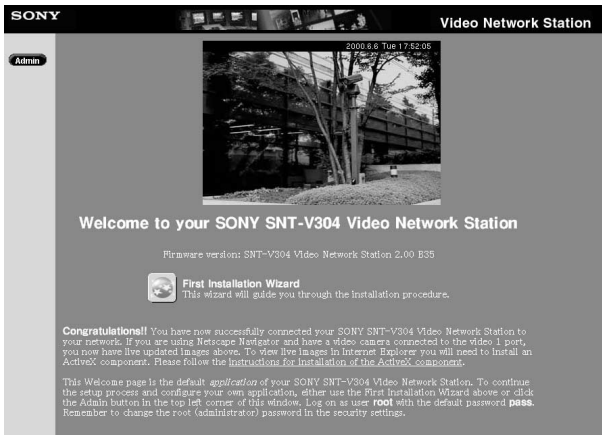 SONY
Video Network Station
2000.6.6 Tue 17:52:05
Admin
Welcome to your SONY SNT-V304 Video Network Station
Firmware version: SNT-V304 Video Network Station 2.00 B35
First Installation Wizard
This wizard will guide you through the installation procedure.
Congratulations!! You have now successfully connected your SONY SNT-V304 Video Network Station to
your network. If you are using Netscape Navigator and have a video camera connected to the video 1 port,
you now have live updated images above. To view live images in Internet Explorer you will need to install an
ActiveX component. Please follow the instructions for installation of the ActiveX component.
This Welcome page is the default application of your SONY SNT-V304 Video Network Station. To continue
the setup process and configure your own application, either use the First Installation Wizard above or click
the Admin button in the top left corner of this window. Log on as user root with the default password pass.
Remember to change the root (administrator) password in the security settings.